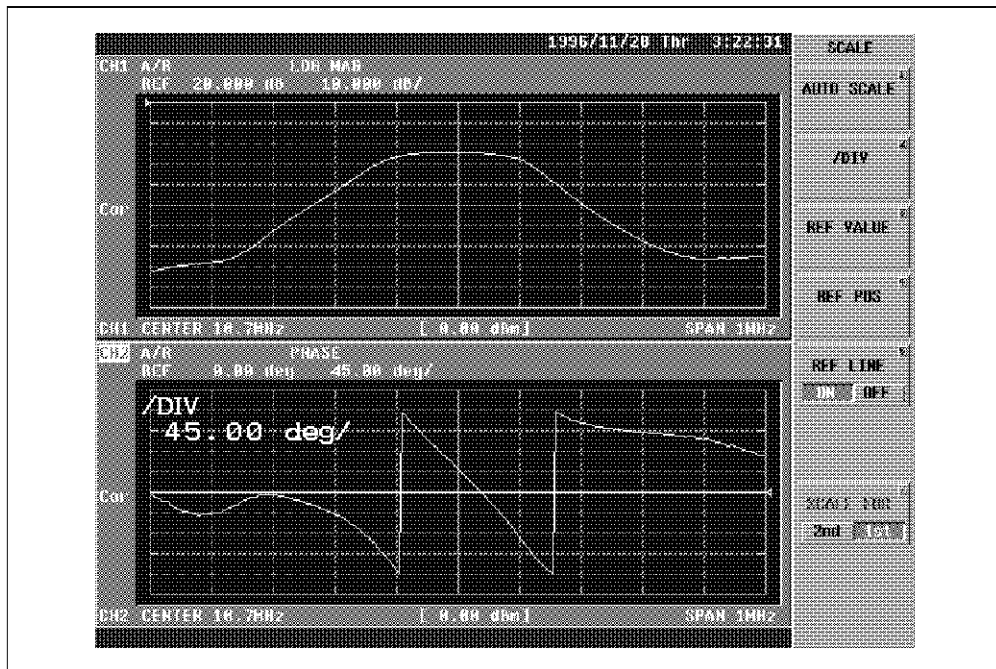 1996/11/28 Thr 3:22:31
CH1 A/R LOG MAG
REF 20.000 dB 10.000 dB/
Cor
CH1 CENTER 10.7MHz [ 0.00 dBm] SPAN 1MHz
CH2 A/R PHASE
REF 0.00 deg 45.00 deg/
/DIV
45.00 deg/
Cor
CH2 CENTER 10.7MHz [ 0.00 dBm] SPAN 1MHz
SCALE
AUTO SCALE
/DIV
REF VALUE
REF POS
REF LINE
ON OFF
SCALE FOR
2nd 1st